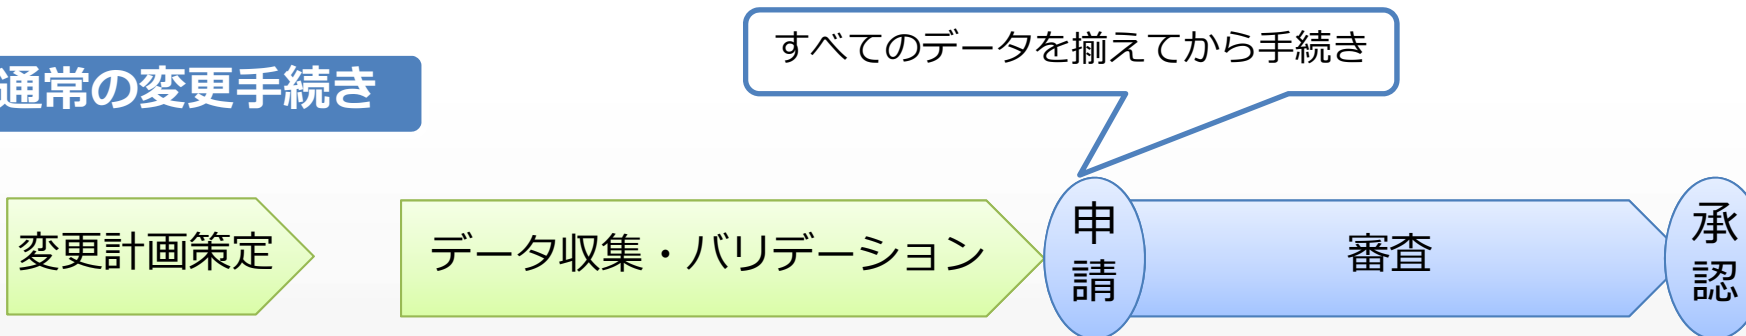 すべてのデータを揃えてから手続き
通常の変更手続き
変更計画策定
データ収集・バリデーション
申請
審査
承認